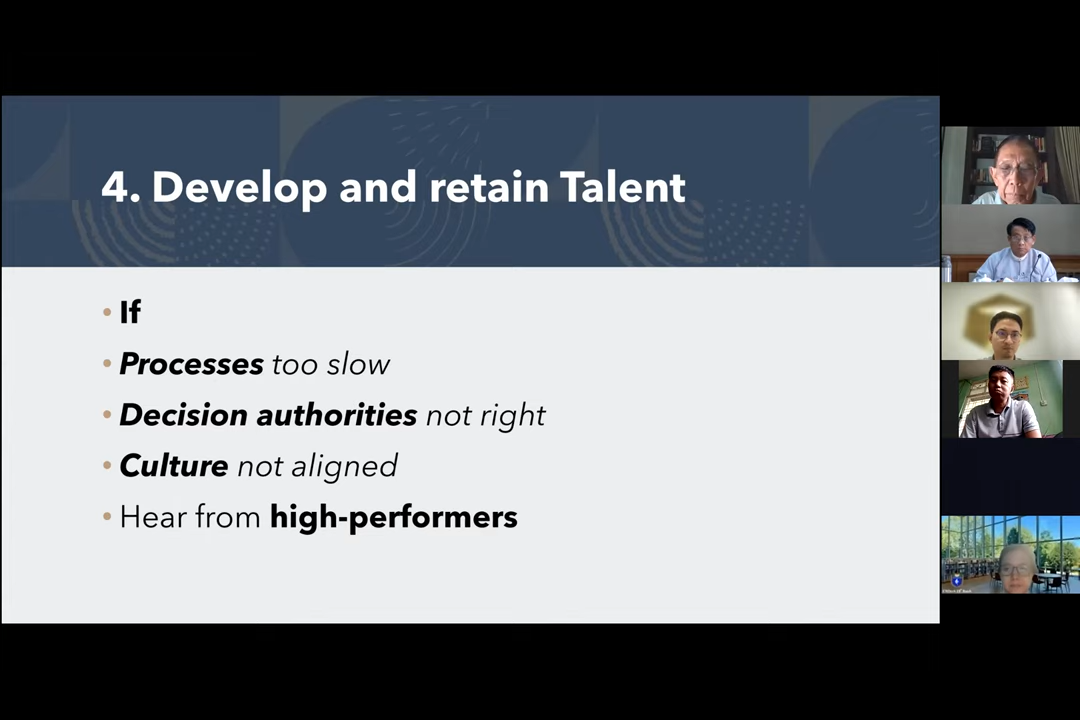 4. Develop and retain Talent
• If
• Processes too slow
• Decision authorities not right
• Culture not aligned
• Hear from high-performers